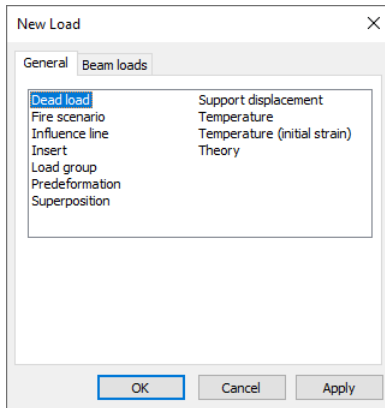 New Load
General Beam loads
Dead load Support displacement
Fire scenario Temperature
Influence line Temperature (initial strain)
Insert Theory
Load group
Predeformation
Superposition
OK Cancel Apply